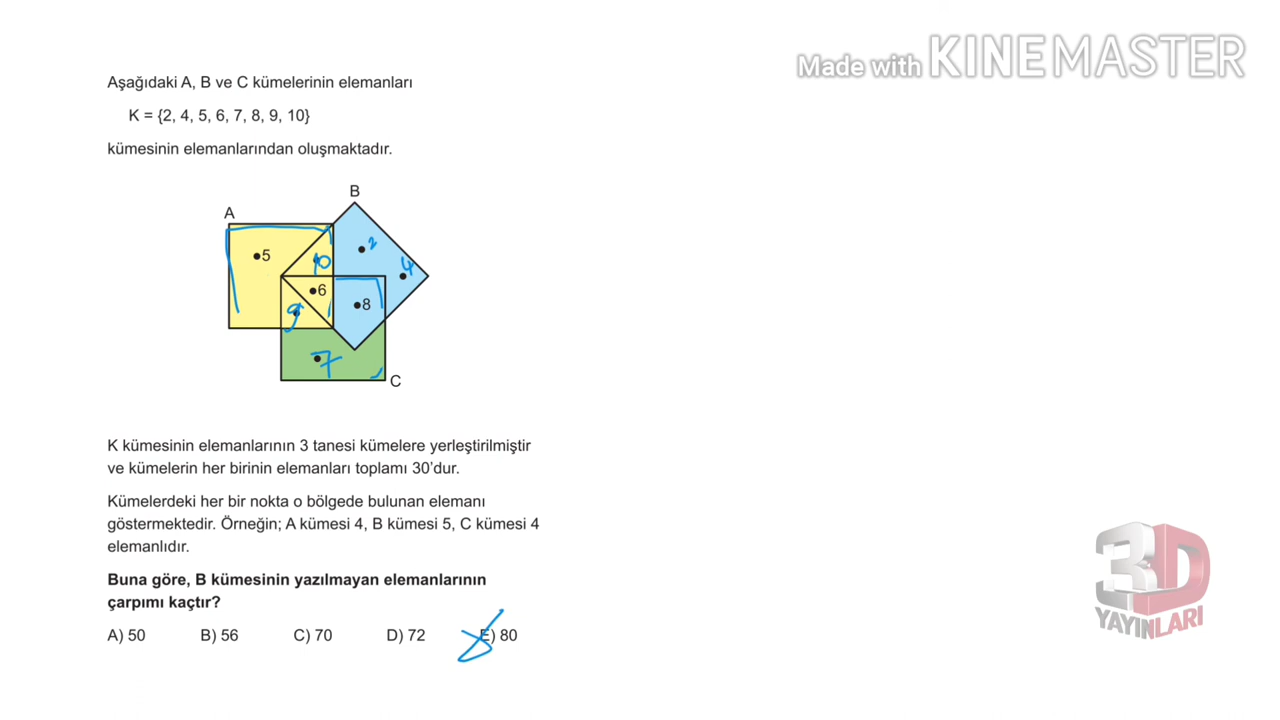 Made with KINEMASTER
Aşağıdaki A, B ve C kümelerinin elemanları
K = {2, 4, 5, 6, 7, 8, 9, 10}
kümesinin elemanlarından oluşmaktadır.
B
A
5
10
2
4
6
8
9
7
C
K kümesinin elemanlarının 3 tanesi kümelere yerleştirilmiştir
ve kümelerin her birinin elemanları toplamı 30'dur.
Kümelerdeki her bir nokta o bölgede bulunan elemanı
göstermektedir. Örneğin; A kümesi 4, B kümesi 5, C kümesi 4
elemanlıdır.
Buna göre, B kümesinin yazılmayan elemanlarının
çarpımı kaçtır?
A) 50 B) 56 C) 70 D) 72 E) 80
3D
YAYINLARI